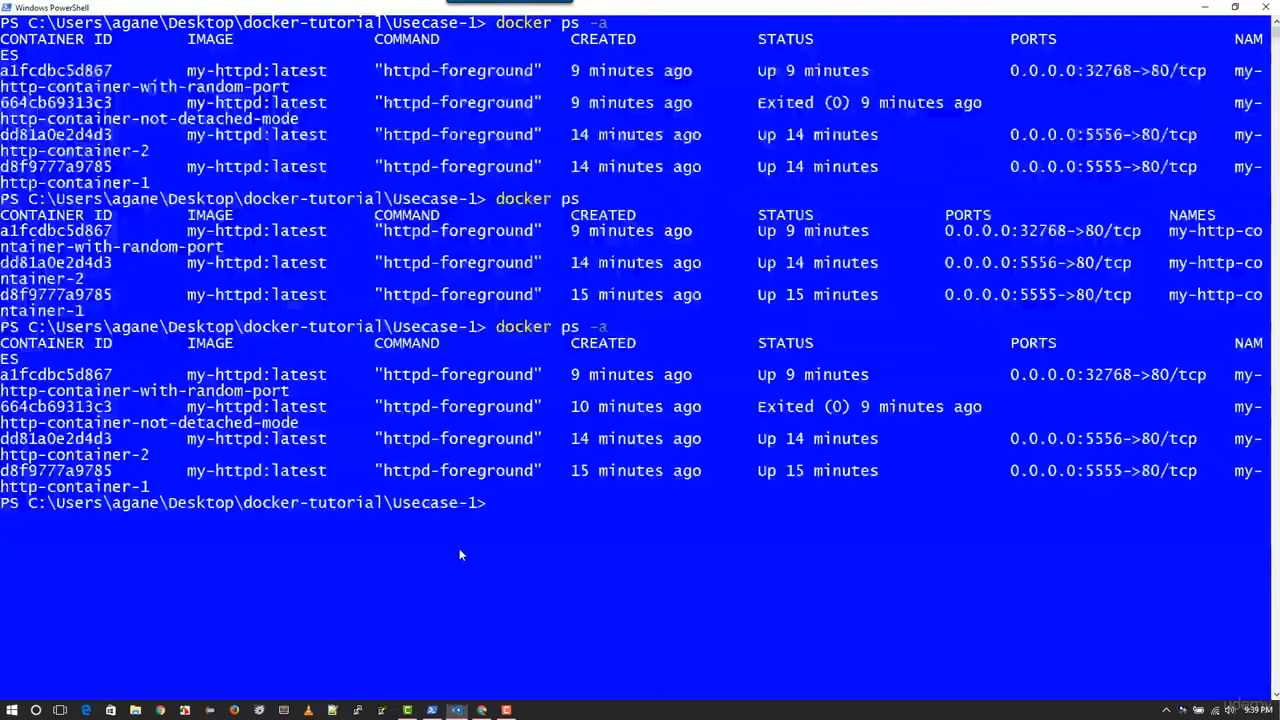 Windows PowerShell
PS C:\Users\agane\Desktop\docker-tutorial\Usecase-1> docker ps -a
CONTAINER ID IMAGE COMMAND CREATED STATUS PORTS NAM
ES
a1fcdbc5d867 my-httpd:latest "httpd-foreground" 9 minutes ago Up 9 minutes 0.0.0.0:32768->80/tcp my-
http-container-with-random-port
664cb69313c3 my-httpd:latest "httpd-foreground" 9 minutes ago Exited (0) 9 minutes ago my-
http-container-not-detached-mode
dd81a0e2d4d3 my-httpd:latest "httpd-foreground" 14 minutes ago Up 14 minutes 0.0.0.0:5556->80/tcp my-
http-container-2
d8f9777a9785 my-httpd:latest "httpd-foreground" 14 minutes ago Up 14 minutes 0.0.0.0:5555->80/tcp my-
http-container-1
PS C:\Users\agane\Desktop\docker-tutorial\Usecase-1> docker ps
CONTAINER ID IMAGE COMMAND CREATED STATUS PORTS NAMES
a1fcdbc5d867 my-httpd:latest "httpd-foreground" 9 minutes ago Up 9 minutes 0.0.0.0:32768->80/tcp my-http-co
ntainer-with-random-port
dd81a0e2d4d3 my-httpd:latest "httpd-foreground" 14 minutes ago Up 14 minutes 0.0.0.0:5556->80/tcp my-http-co
ntainer-2
d8f9777a9785 my-httpd:latest "httpd-foreground" 15 minutes ago Up 15 minutes 0.0.0.0:5555->80/tcp my-http-co
ntainer-1
PS C:\Users\agane\Desktop\docker-tutorial\Usecase-1> docker ps -a
CONTAINER ID IMAGE COMMAND CREATED STATUS PORTS NAM
ES
a1fcdbc5d867 my-httpd:latest "httpd-foreground" 9 minutes ago Up 9 minutes 0.0.0.0:32768->80/tcp my-
http-container-with-random-port
664cb69313c3 my-httpd:latest "httpd-foreground" 10 minutes ago Exited (0) 9 minutes ago my-
http-container-not-detached-mode
dd81a0e2d4d3 my-httpd:latest "httpd-foreground" 14 minutes ago Up 14 minutes 0.0.0.0:5556->80/tcp my-
http-container-2
d8f9777a9785 my-httpd:latest "httpd-foreground" 15 minutes ago Up 15 minutes 0.0.0.0:5555->80/tcp my-
http-container-1
PS C:\Users\agane\Desktop\docker-tutorial\Usecase-1>
udemy
9:39 PM